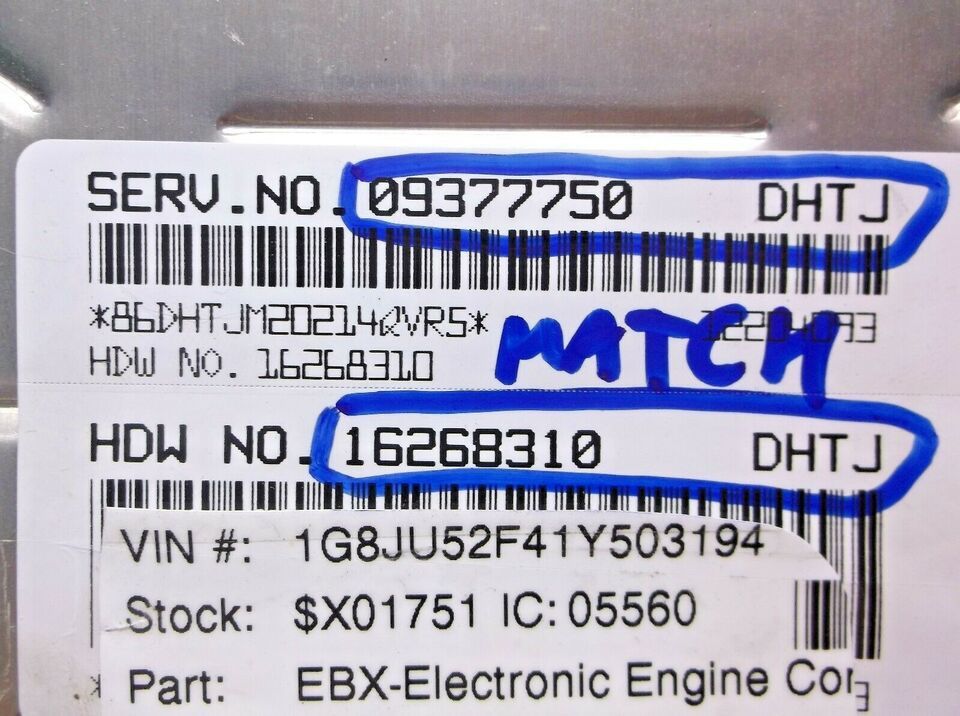 SERV.NO.09377750 DHTJ
*86DHTJM20214QVR5* 12204093
MATCH
HDW NO. 16268310
HDW NO. 16268310 DHTJ
VIN #: 1G8JU52F41Y503194
Stock: $X01751 IC: 05560
Part: EBX-Electronic Engine